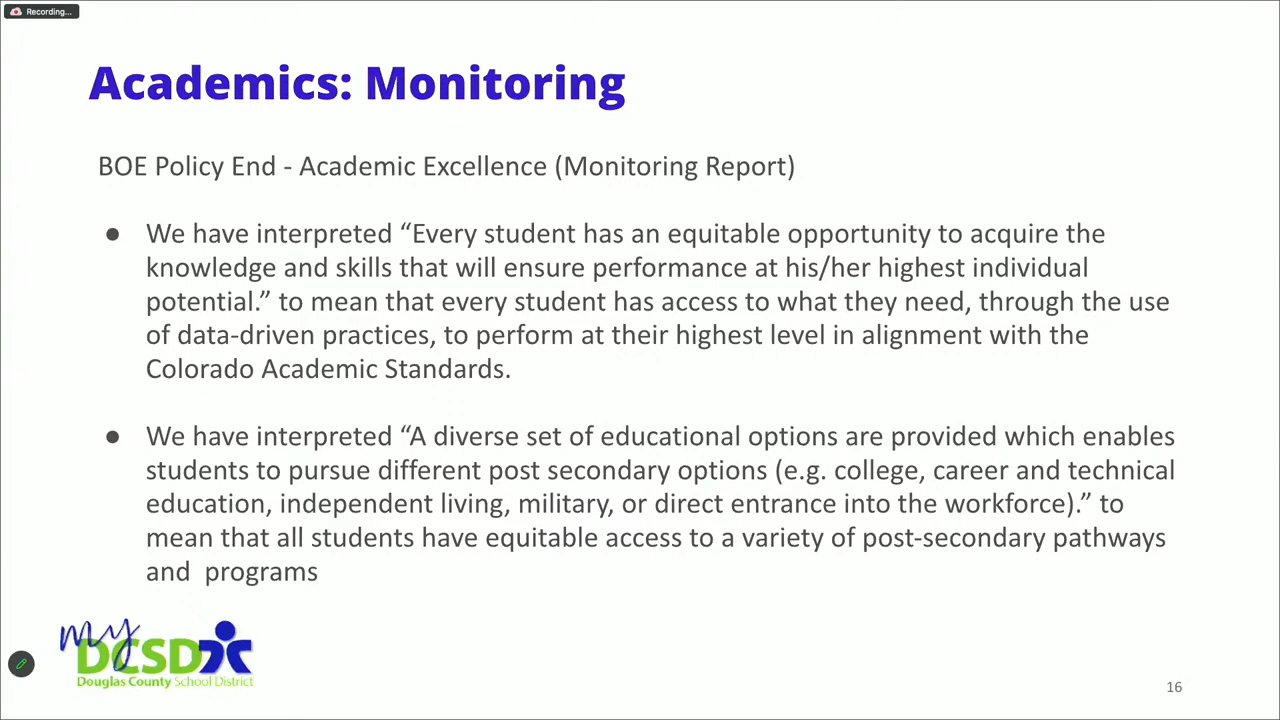 Recording...
Academics: Monitoring
BOE Policy End - Academic Excellence (Monitoring Report)
● We have interpreted “Every student has an equitable opportunity to acquire the
knowledge and skills that will ensure performance at his/her highest individual
potential.” to mean that every student has access to what they need, through the use
of data-driven practices, to perform at their highest level in alignment with the
Colorado Academic Standards.
● We have interpreted “A diverse set of educational options are provided which enables
students to pursue different post secondary options (e.g. college, career and technical
education, independent living, military, or direct entrance into the workforce).” to
mean that all students have equitable access to a variety of post-secondary pathways
and  programs
my
DCSD
Douglas County School District
16